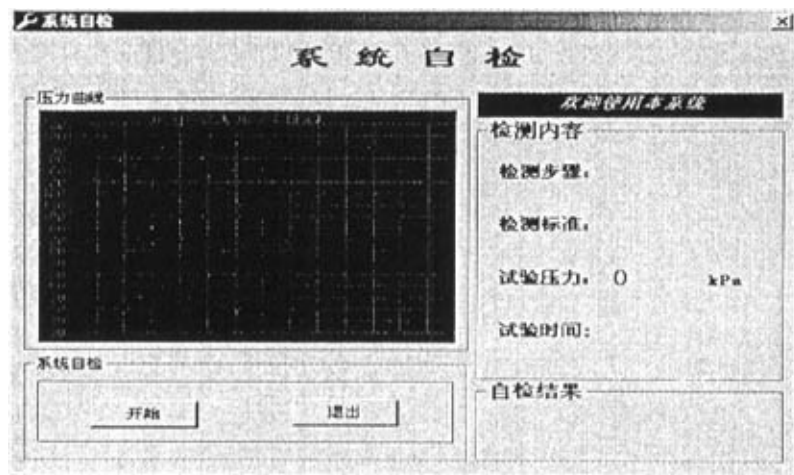 系统自检
系统自检
压力曲线
欢迎使用本系统
检测内容
检测步骤:
检测标准:
试验压力: 0 kPa
试验时间:
系统自检
开始
退出
自检结果